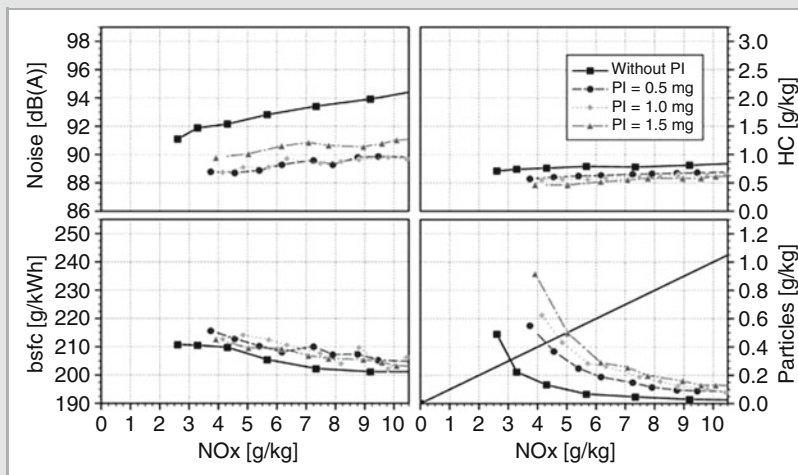 98
96
94
92
90
88
86
Noise [dB(A)]
Without PI
PI = 0.5 mg
PI = 1.0 mg
PI = 1.5 mg
3.0
2.5
2.0
1.5
1.0
0.5
0.0
HC [g/kg]
250
240
230
220
210
200
190
bsfc [g/kWh]
1.2
1.0
0.8
0.6
0.4
0.2
0.0
Particles [g/kg]
0 1 2 3 4 5 6 7 8 9 10
NOx [g/kg]
0 1 2 3 4 5 6 7 8 9 10
NOx [g/kg]